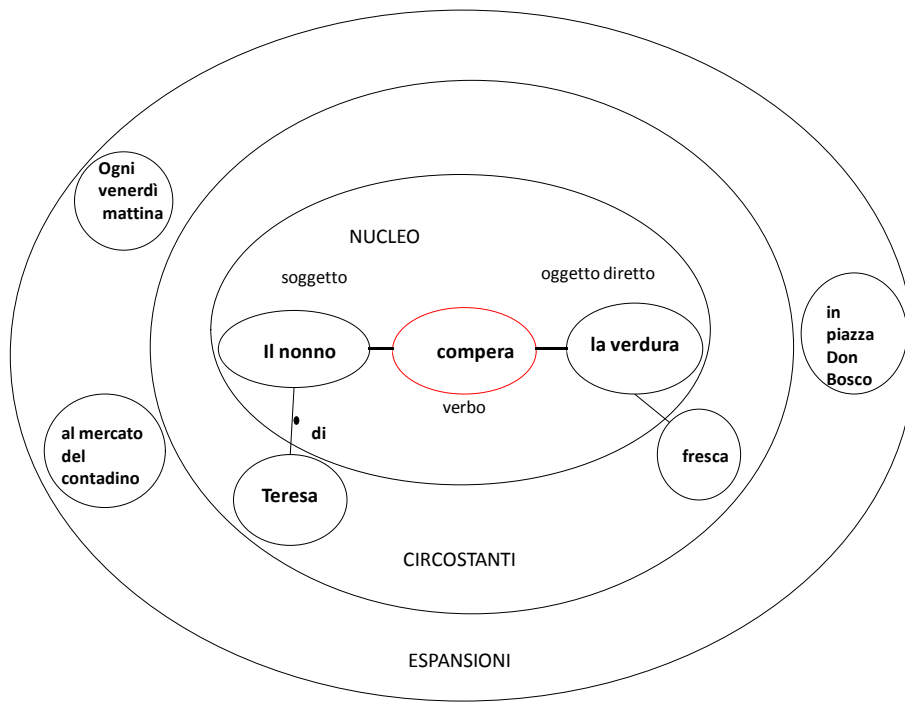 Ogni
venerdì
mattina
NUCLEO
soggetto
oggetto diretto
Il nonno
compera
la verdura
in
piazza
Don
Bosco
verbo
al mercato
del
contadino
di
fresca
Teresa
CIRCOSTANTI
ESPANSIONI